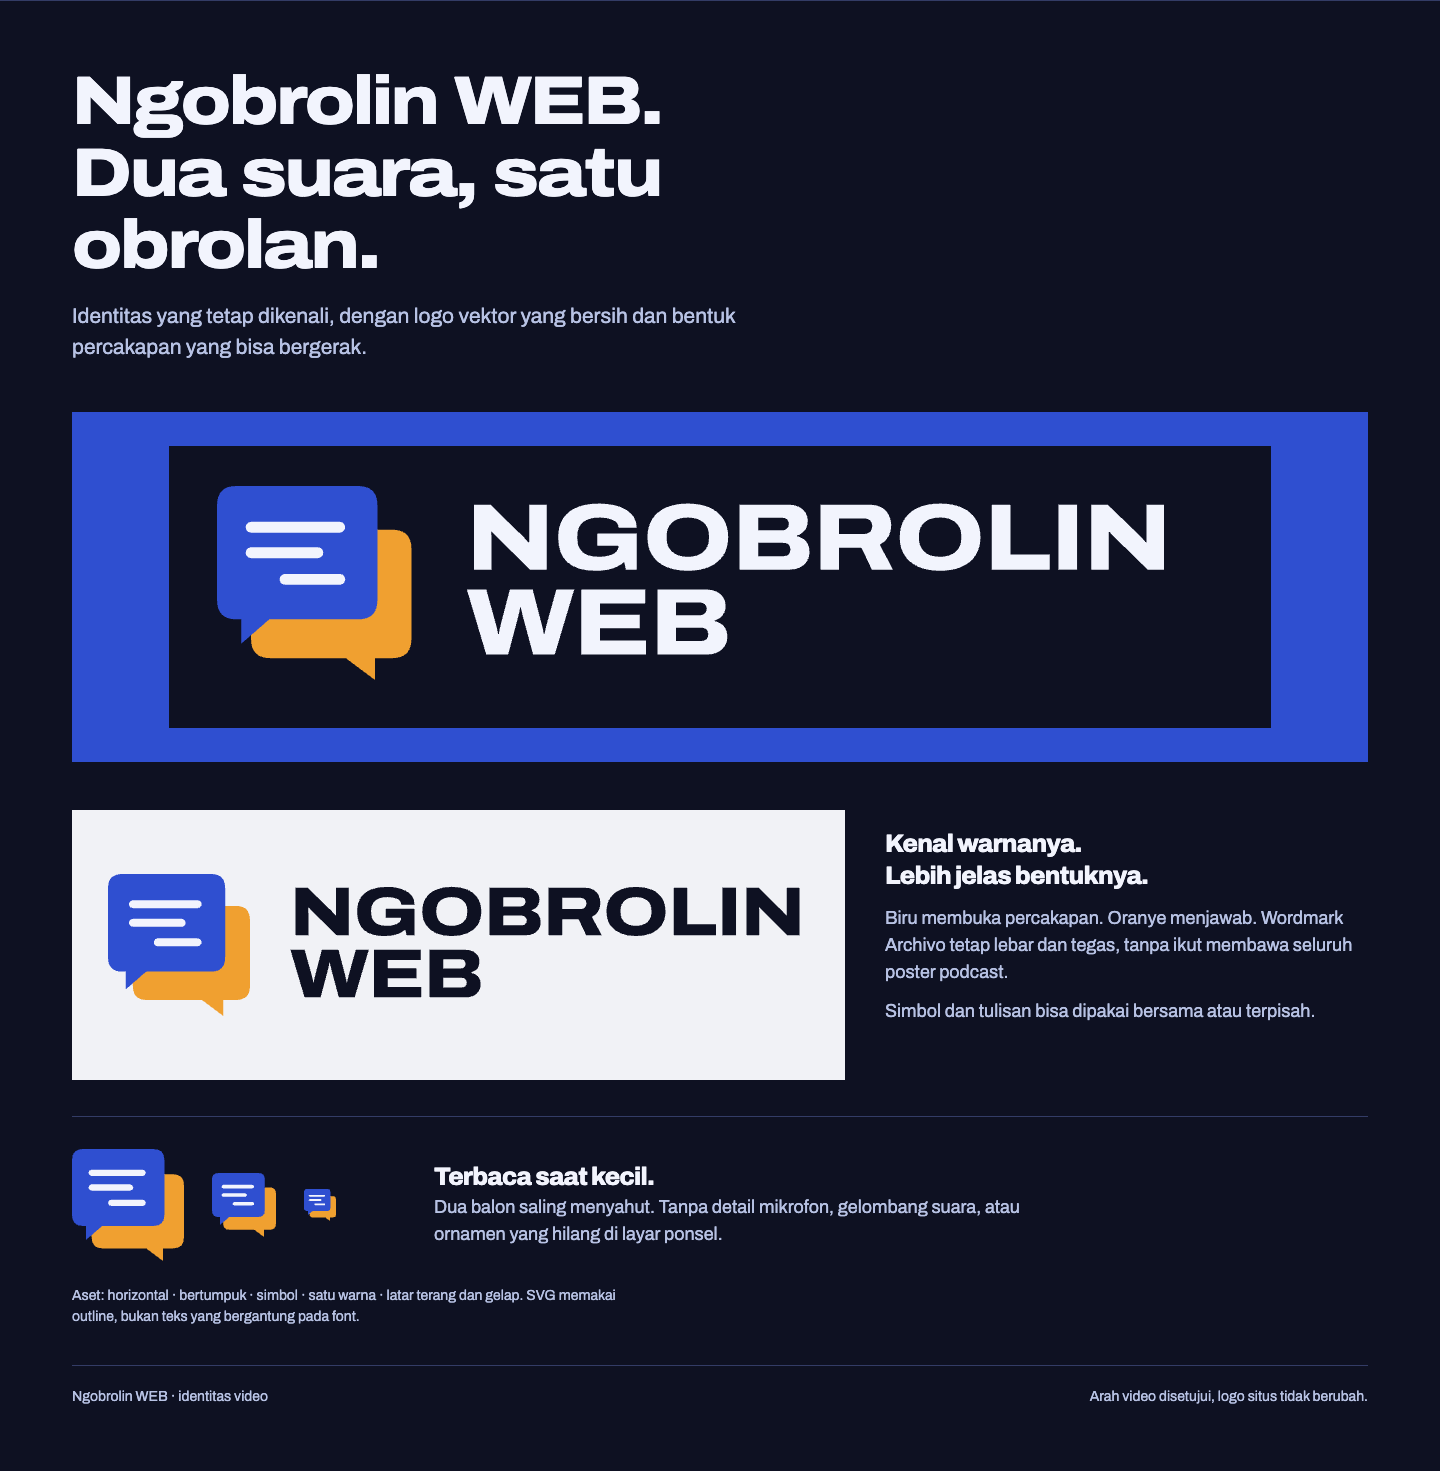 Ngobrolin WEB.
Dua suara, satu
obrolan.
Identitas yang tetap dikenali, dengan logo vektor yang bersih dan bentuk
percakapan yang bisa bergerak.
NGOBROLIN
WEB
NGOBROLIN
WEB
Kenal warnanya.
Lebih jelas bentuknya.
Biru membuka percakapan. Oranye menjawab. Wordmark
Archivo tetap lebar dan tegas, tanpa ikut membawa seluruh
poster podcast.
Simbol dan tulisan bisa dipakai bersama atau terpisah.
Terbaca saat kecil.
Dua balon saling menyahut. Tanpa detail mikrofon, gelombang suara, atau
ornamen yang hilang di layar ponsel.
Aset: horizontal · bertumpuk · simbol · satu warna · latar terang dan gelap. SVG memakai
outline, bukan teks yang bergantung pada font.
Ngobrolin WEB · identitas video
Arah video disetujui, logo situs tidak berubah.